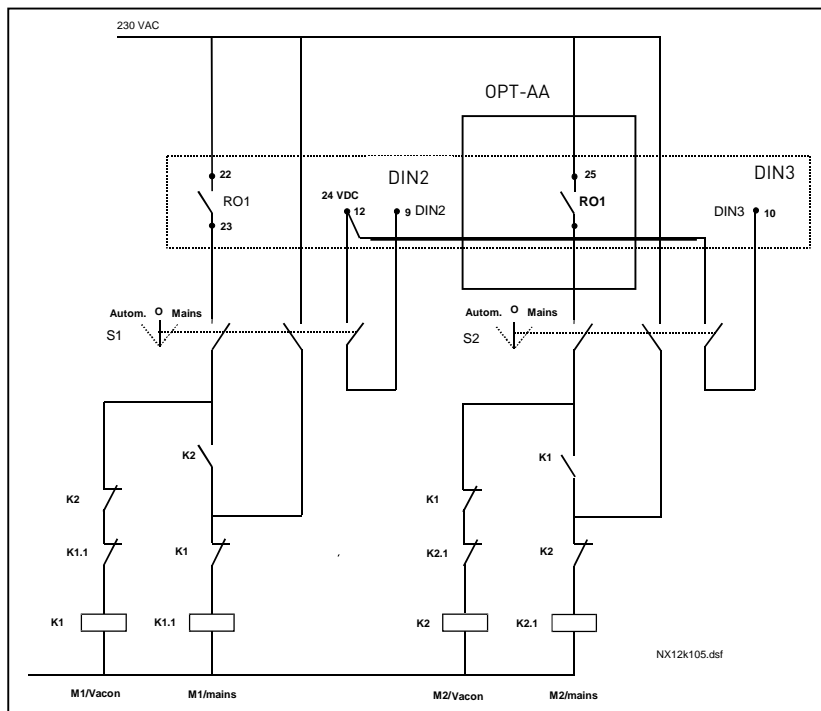 230 VAC
OPT-AA
22
RO1
23
24 VDC
12
DIN2
9 DIN2
25
RO1
DIN3
DIN3 10
Autom. O Mains
S1
Autom. O Mains
S2
K2
K1
K2
K1
K1.1
K1
K2.1
K2
K1
K1.1
K2
K2.1
NX12k105.dsf
M1/Vacon
M1/mains
M2/Vacon
M2/mains